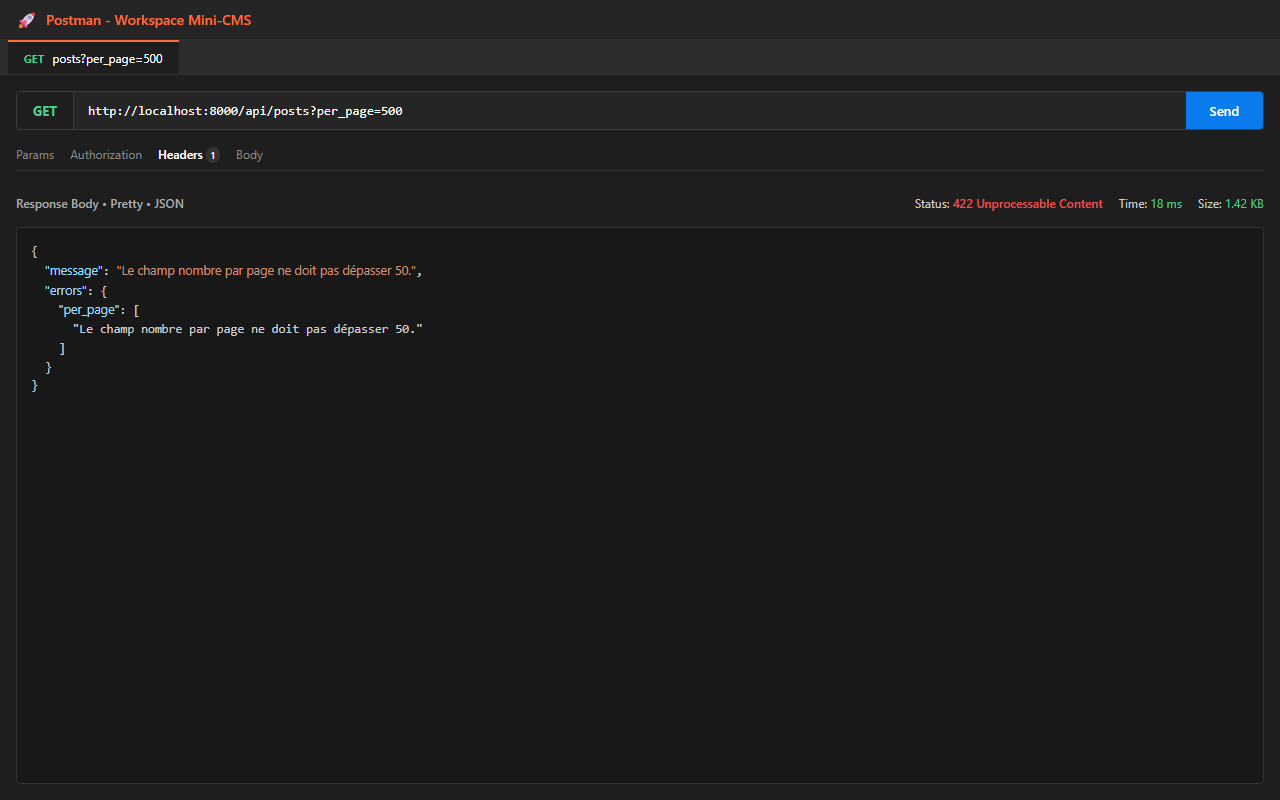 🚀 Postman - Workspace Mini-CMS
GET posts?per_page=500
GET http://localhost:8000/api/posts?per_page=500 Send
Params Authorization Headers 1 Body
Response Body • Pretty • JSON Status: 422 Unprocessable Content Time: 18 ms Size: 1.42 KB
{
"message": "Le champ nombre par page ne doit pas dépasser 50.",
"errors": {
"per_page": [
"Le champ nombre par page ne doit pas dépasser 50."
]
}
}